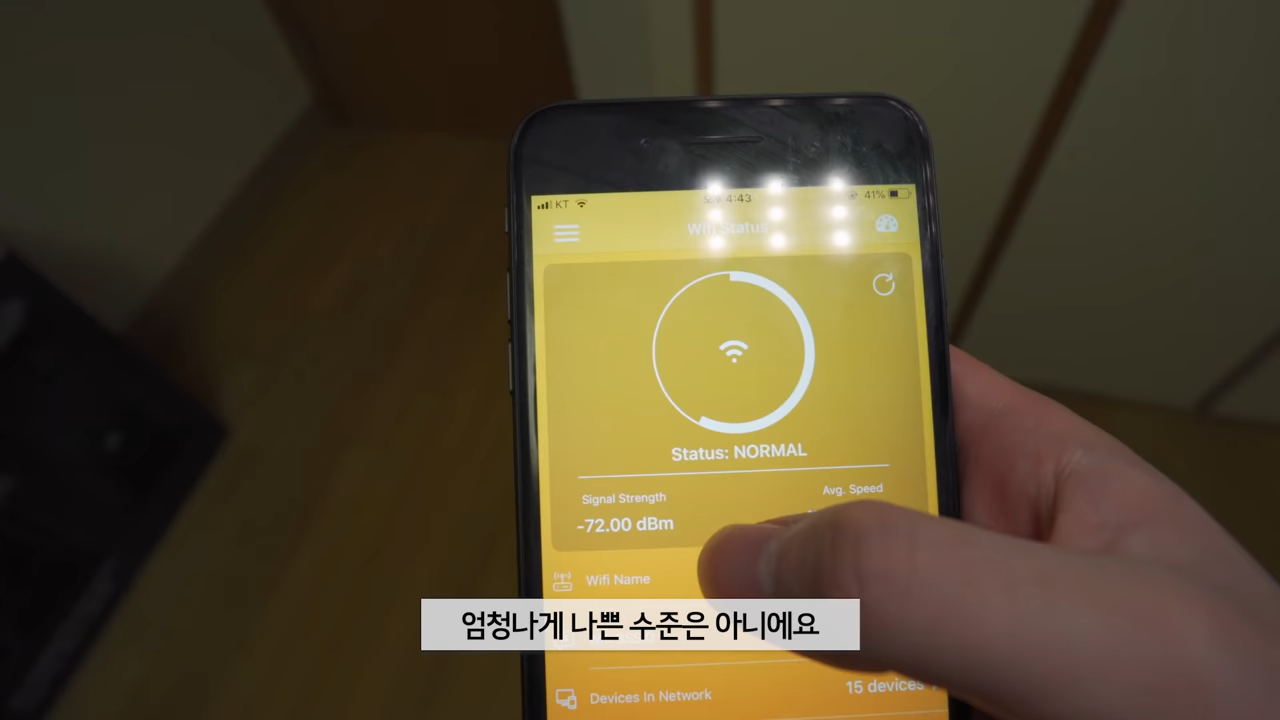 KT
4:43
41%
Wifi Status
Status: NORMAL
Signal Strength
Avg. Speed
-72.00 dBm
Wifi Name
엄청나게 나쁜 수준은 아니에요
Devices In Network
15 devices